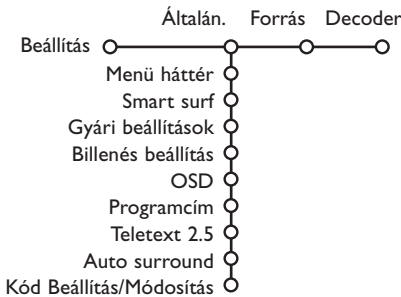 Általán. Forrás Decoder
Beállítás
Menü háttér
Smart surf
Gyári beállítások
Billenés beállítás
OSD
Programcím
Teletext 2.5
Auto surround
Kód Beállítás/Módosítás